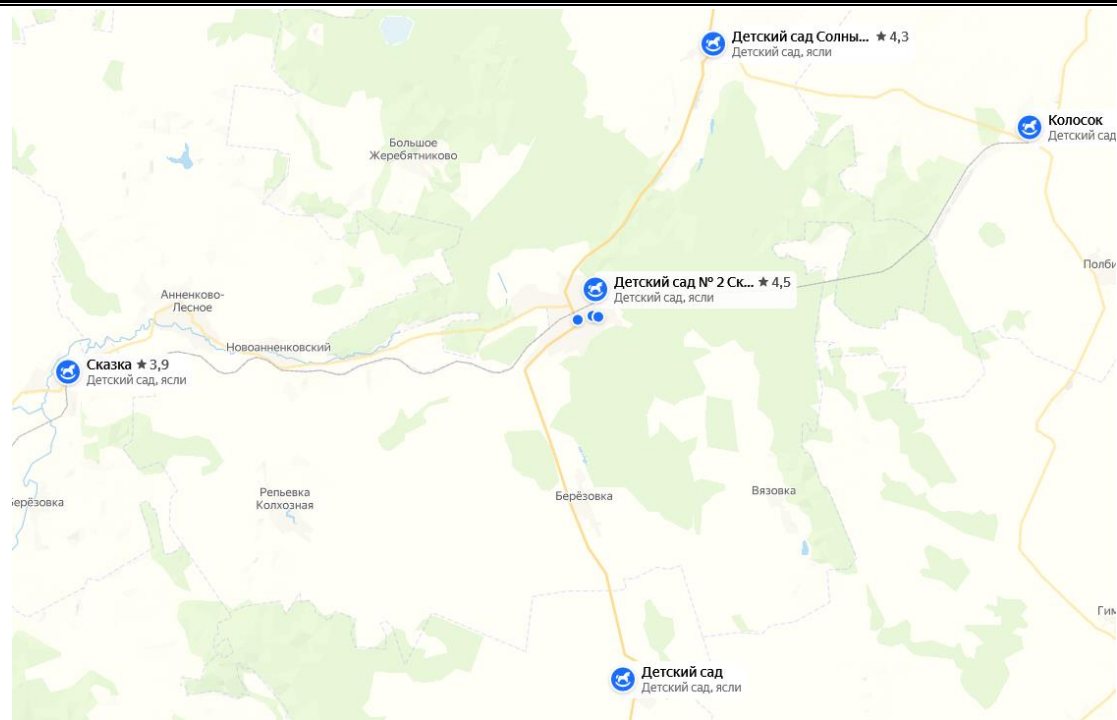 Детский сад Солны... ★ 4,3
Детский сад, ясли
Колосок
Детский сад
Большое
Жеребятниково
Полби
Детский сад № 2 Ск... ★ 4,5
Детский сад, ясли
Анненково-
Лесное
Новоанненковский
Сказка ★ 3,9
Детский сад, ясли
Репьевка
Колхозная
ерёзовка
Берёзовка
Вязовка
Гим
Детский сад
Детский сад, ясли